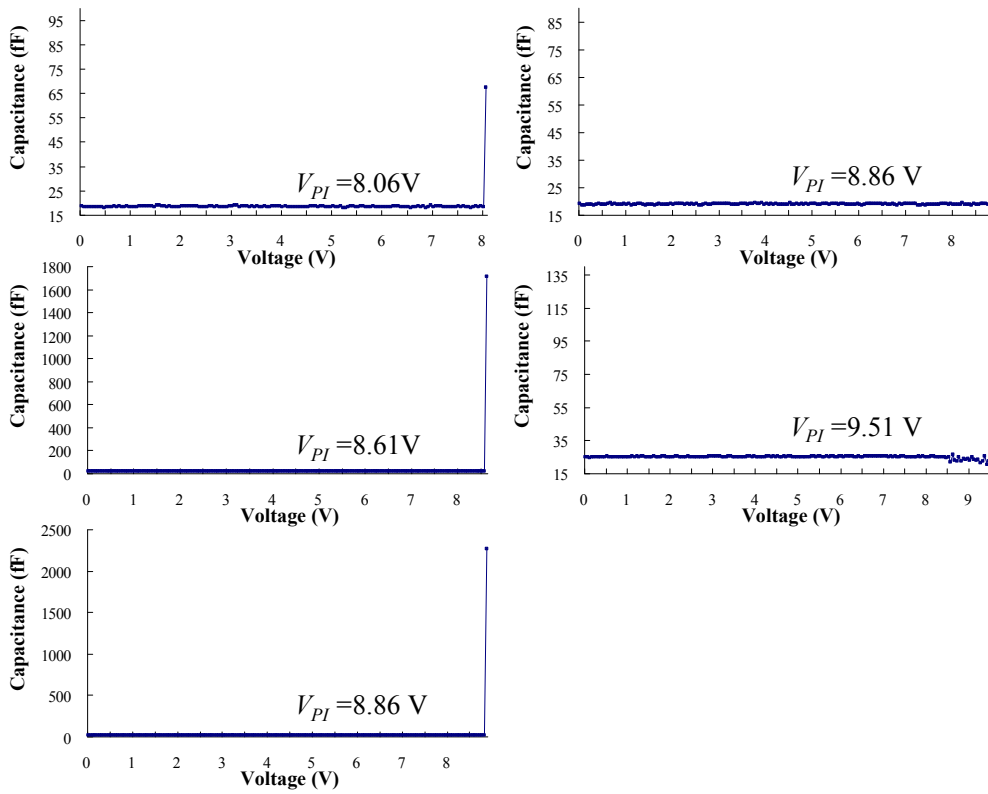 Capacitance (fF)
95
85
75
65
55
45
35
25
15
V_PI =8.06V
0 1 2 3 4 5 6 7 8
Voltage (V)
Capacitance (fF)
85
75
65
55
45
35
25
15
V_PI =8.86 V
0 1 2 3 4 5 6 7 8
Voltage (V)
Capacitance (fF)
1800
1600
1400
1200
1000
800
600
400
200
0
V_PI =8.61V
0 1 2 3 4 5 6 7 8
Voltage (V)
Capacitance (fF)
135
115
95
75
55
35
15
V_PI =9.51 V
0 1 2 3 4 5 6 7 8 9
Voltage (V)
Capacitance (fF)
2500
2000
1500
1000
500
0
V_PI =8.86 V
0 1 2 3 4 5 6 7 8
Voltage (V)